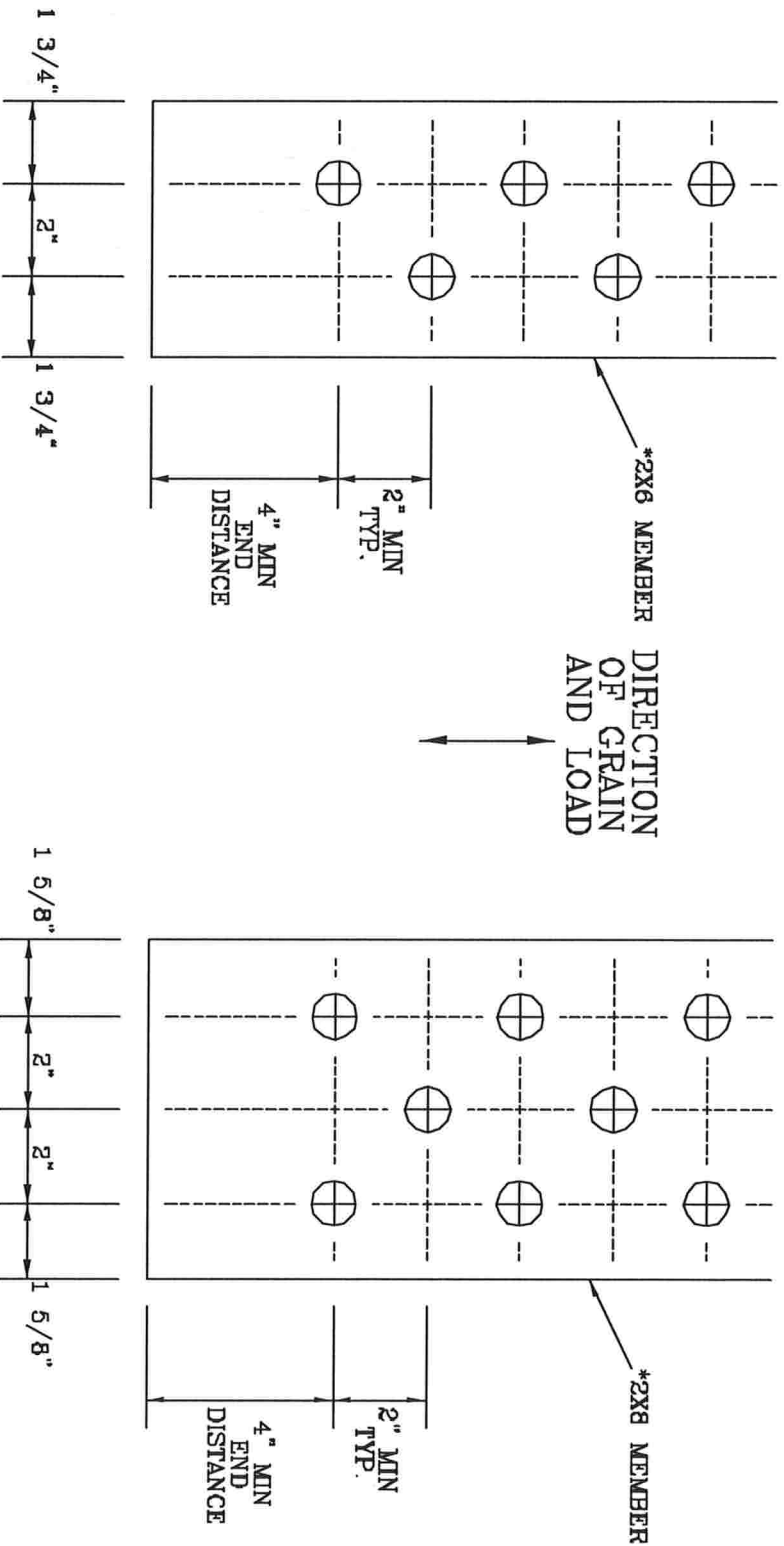 *2X6 MEMBER
1 3/4"
2"
1 3/4"
2" MIN
TYP.
4" MIN
END
DISTANCE
DIRECTION
OF GRAIN
AND LOAD
*2X8 MEMBER
1 5/8"
2"
2"
1 5/8"
2" MIN
TYP.
4" MIN
END
DISTANCE